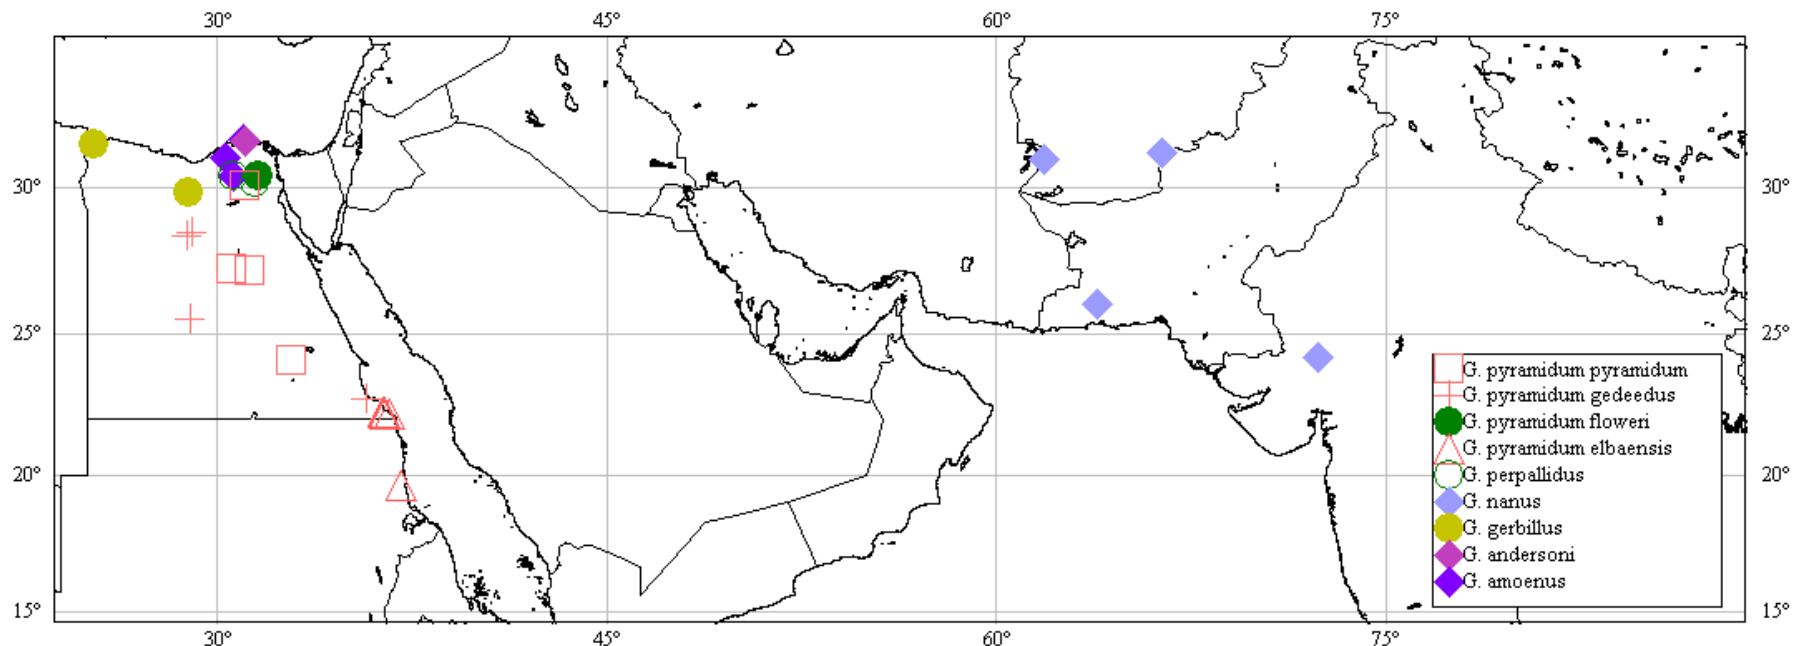 30° 45° 60° 75°
30° 30°
25° 25°
G. pyramidum pyramidum
G. pyramidum gedeedus
G. pyramidum floweri
G. pyramidum elbaensis
20° 20°
G. perpallidus
G. nanus
G. gerbillus
G. andersoni
G. amoenus
15° 15°
30° 45° 60° 75°